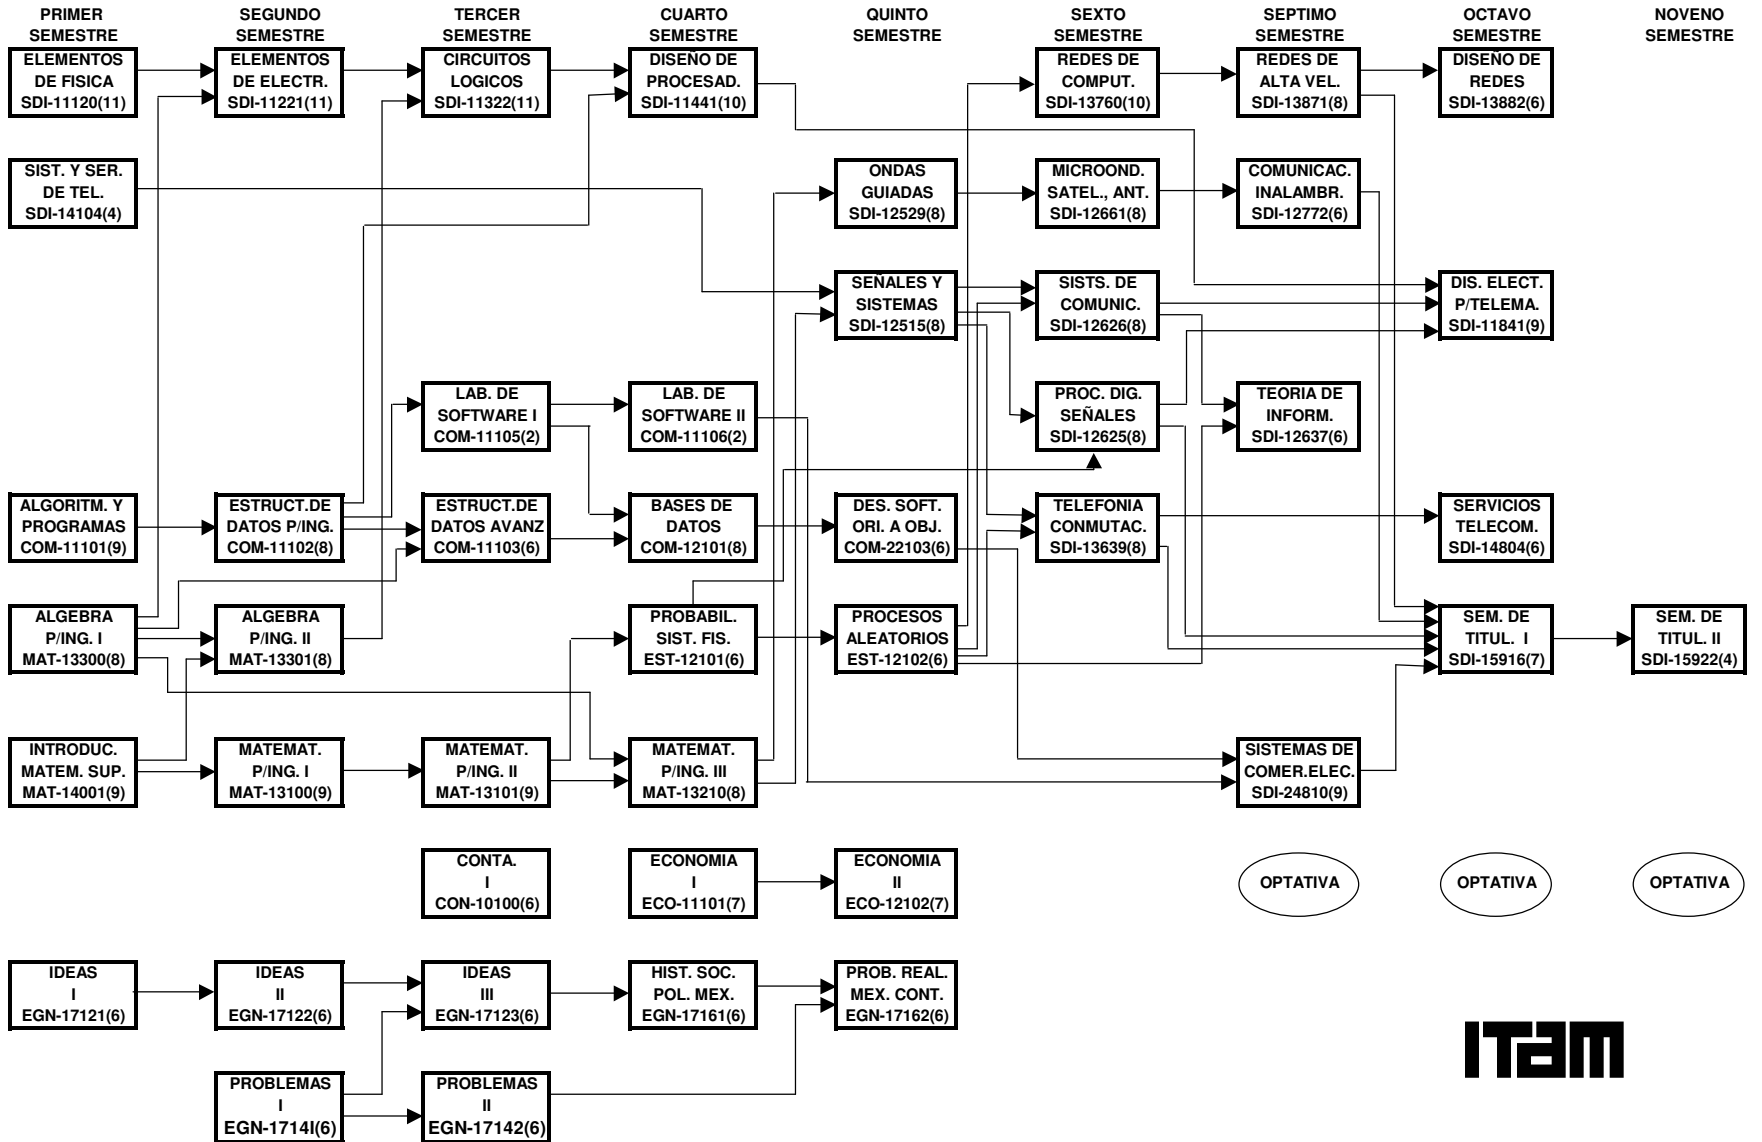 PRIMER
SEMESTRE
SEGUNDO
SEMESTRE
TERCER
SEMESTRE
CUARTO
SEMESTRE
QUINTO
SEMESTRE
SEXTO
SEMESTRE
SEPTIMO
SEMESTRE
OCTAVO
SEMESTRE
NOVENO
SEMESTRE
ELEMENTOS
DE FISICA
SDI-11120(11)
ELEMENTOS
DE ELECTR.
SDI-11221(11)
CIRCUITOS
LOGICOS
SDI-11322(11)
DISEÑO DE
PROCESAD.
SDI-11441(10)
REDES DE
COMPUT.
SDI-13760(10)
REDES DE
ALTA VEL.
SDI-13871(8)
DISEÑO DE
REDES
SDI-13882(6)
SIST. Y SER.
DE TEL.
SDI-14104(4)
ONDAS
GUIADAS
SDI-12529(8)
MICROOND.
SATEL., ANT.
SDI-12661(8)
COMUNICAC.
INALAMBR.
SDI-12772(6)
SEÑALES Y
SISTEMAS
SDI-12515(8)
SISTS. DE
COMUNIC.
SDI-12626(8)
DIS. ELECT.
P/TELEMA.
SDI-11841(9)
LAB. DE
SOFTWARE I
COM-11105(2)
LAB. DE
SOFTWARE II
COM-11106(2)
PROC. DIG.
SEÑALES
SDI-12625(8)
TEORIA DE
INFORM.
SDI-12637(6)
ALGORITM. Y
PROGRAMAS
COM-11101(9)
ESTRUCT.DE
DATOS P/ING.
COM-11102(8)
ESTRUCT.DE
DATOS AVANZ
COM-11103(6)
BASES DE
DATOS
COM-12101(8)
DES. SOFT.
ORI. A OBJ.
COM-22103(6)
TELEFONIA
CONMUTAC.
SDI-13639(8)
SERVICIOS
TELECOM.
SDI-14804(6)
ALGEBRA
P/ING. I
MAT-13300(8)
ALGEBRA
P/ING. II
MAT-13301(8)
PROBABIL.
SIST. FIS.
EST-12101(6)
PROCESOS
ALEATORIOS
EST-12102(6)
SEM. DE
TITUL. I
SDI-15916(7)
SEM. DE
TITUL. II
SDI-15922(4)
INTRODUC.
MATEM. SUP.
MAT-14001(9)
MATEMAT.
P/ING. I
MAT-13100(9)
MATEMAT.
P/ING. II
MAT-13101(9)
MATEMAT.
P/ING. III
MAT-13210(8)
SISTEMAS DE
COMER.ELEC.
SDI-24810(9)
CONTA.
I
CON-10100(6)
ECONOMIA
I
ECO-11101(7)
ECONOMIA
II
ECO-12102(7)
OPTATIVA
OPTATIVA
OPTATIVA
IDEAS
I
EGN-17121(6)
IDEAS
II
EGN-17122(6)
IDEAS
III
EGN-17123(6)
HIST. SOC.
POL. MEX.
EGN-17161(6)
PROB. REAL.
MEX. CONT.
EGN-17162(6)
PROBLEMAS
I
EGN-1714I(6)
PROBLEMAS
II
EGN-17142(6)
ITAM